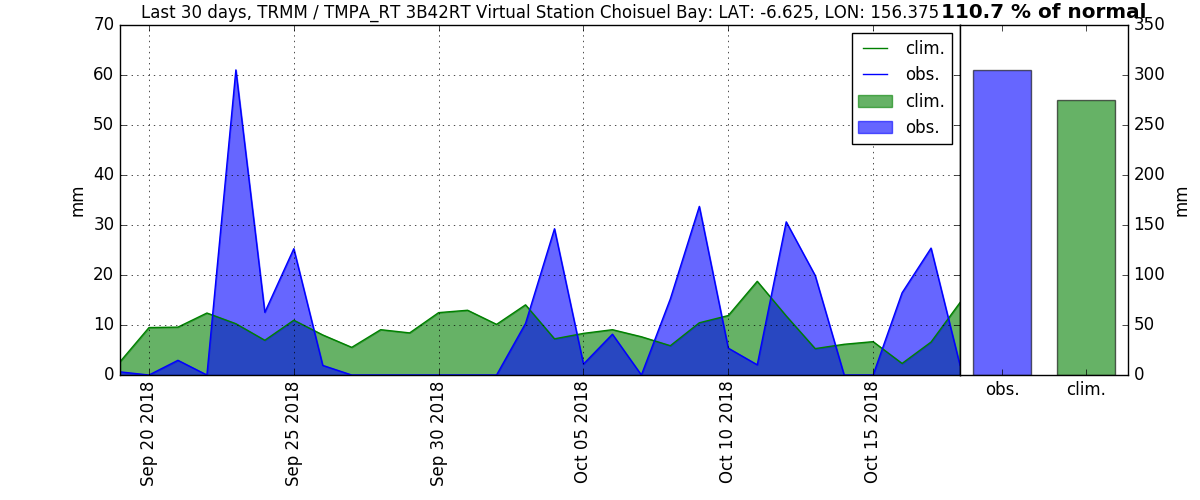 Last 30 days, TRMM / TMPA_RT 3B42RT Virtual Station Choisuel Bay: LAT: -6.625, LON: 156.375
110.7 % of normal
clim.
obs.
clim.
obs.
70
60
50
40
30
20
10
0
mm
Sep 20 2018
Sep 25 2018
Sep 30 2018
Oct 05 2018
Oct 10 2018
Oct 15 2018
350
300
250
200
150
100
50
0
mm
obs.
clim.